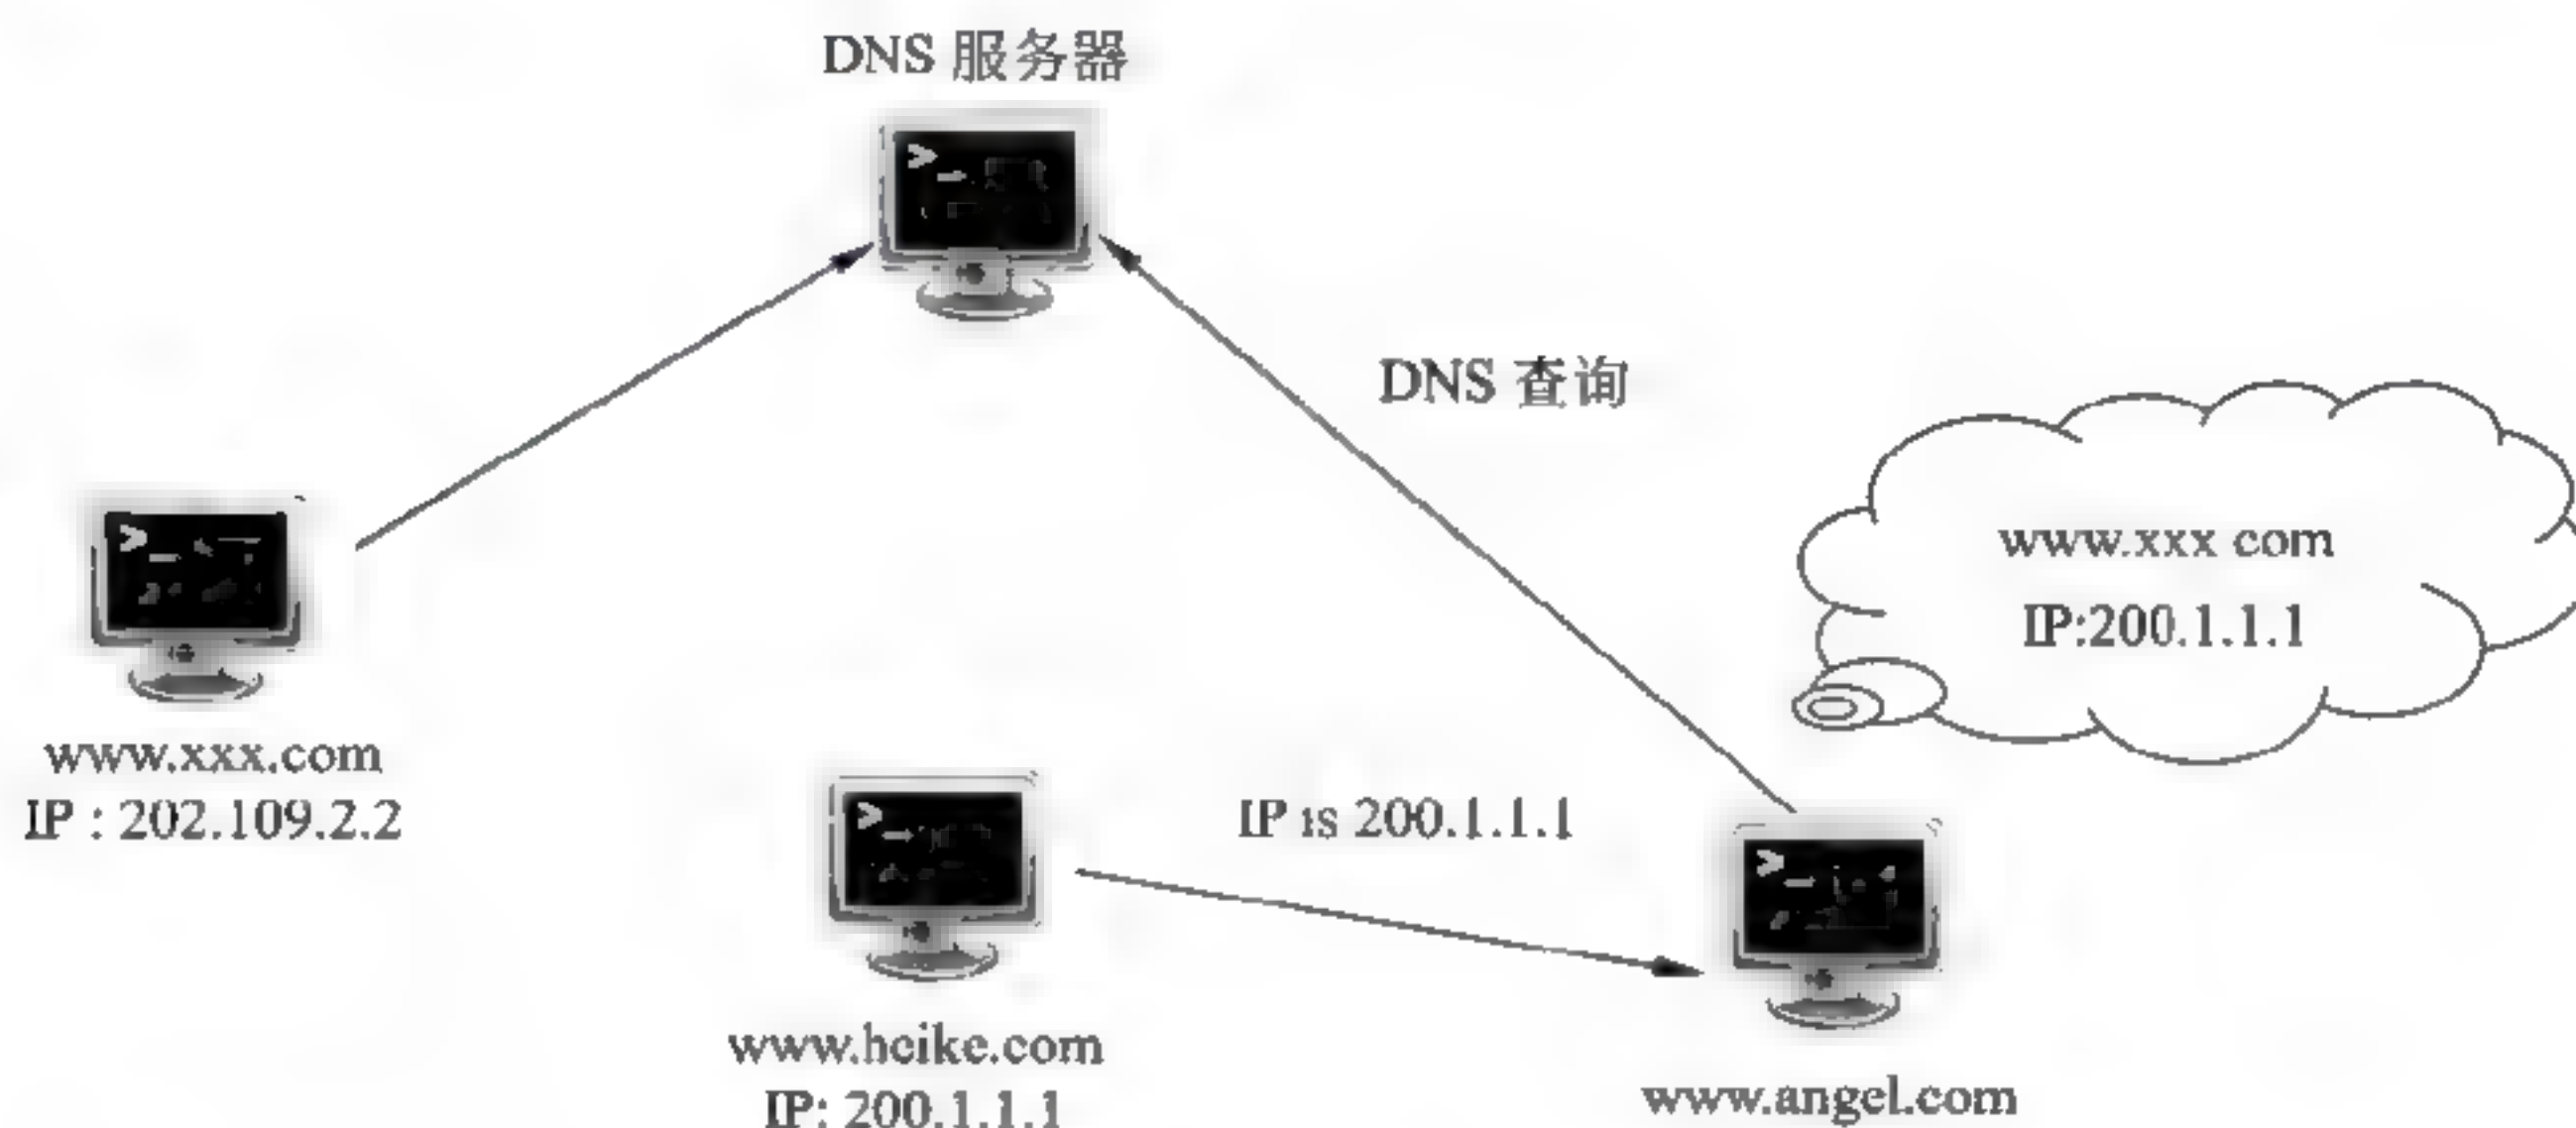 DNS 服务器
DNS 查询
www.xxx com
IP:200.1.1.1
www.xxx.com
IP : 202.109.2.2
IP is 200.1.1.1
www.heike.com
IP: 200.1.1.1
www.angel.com